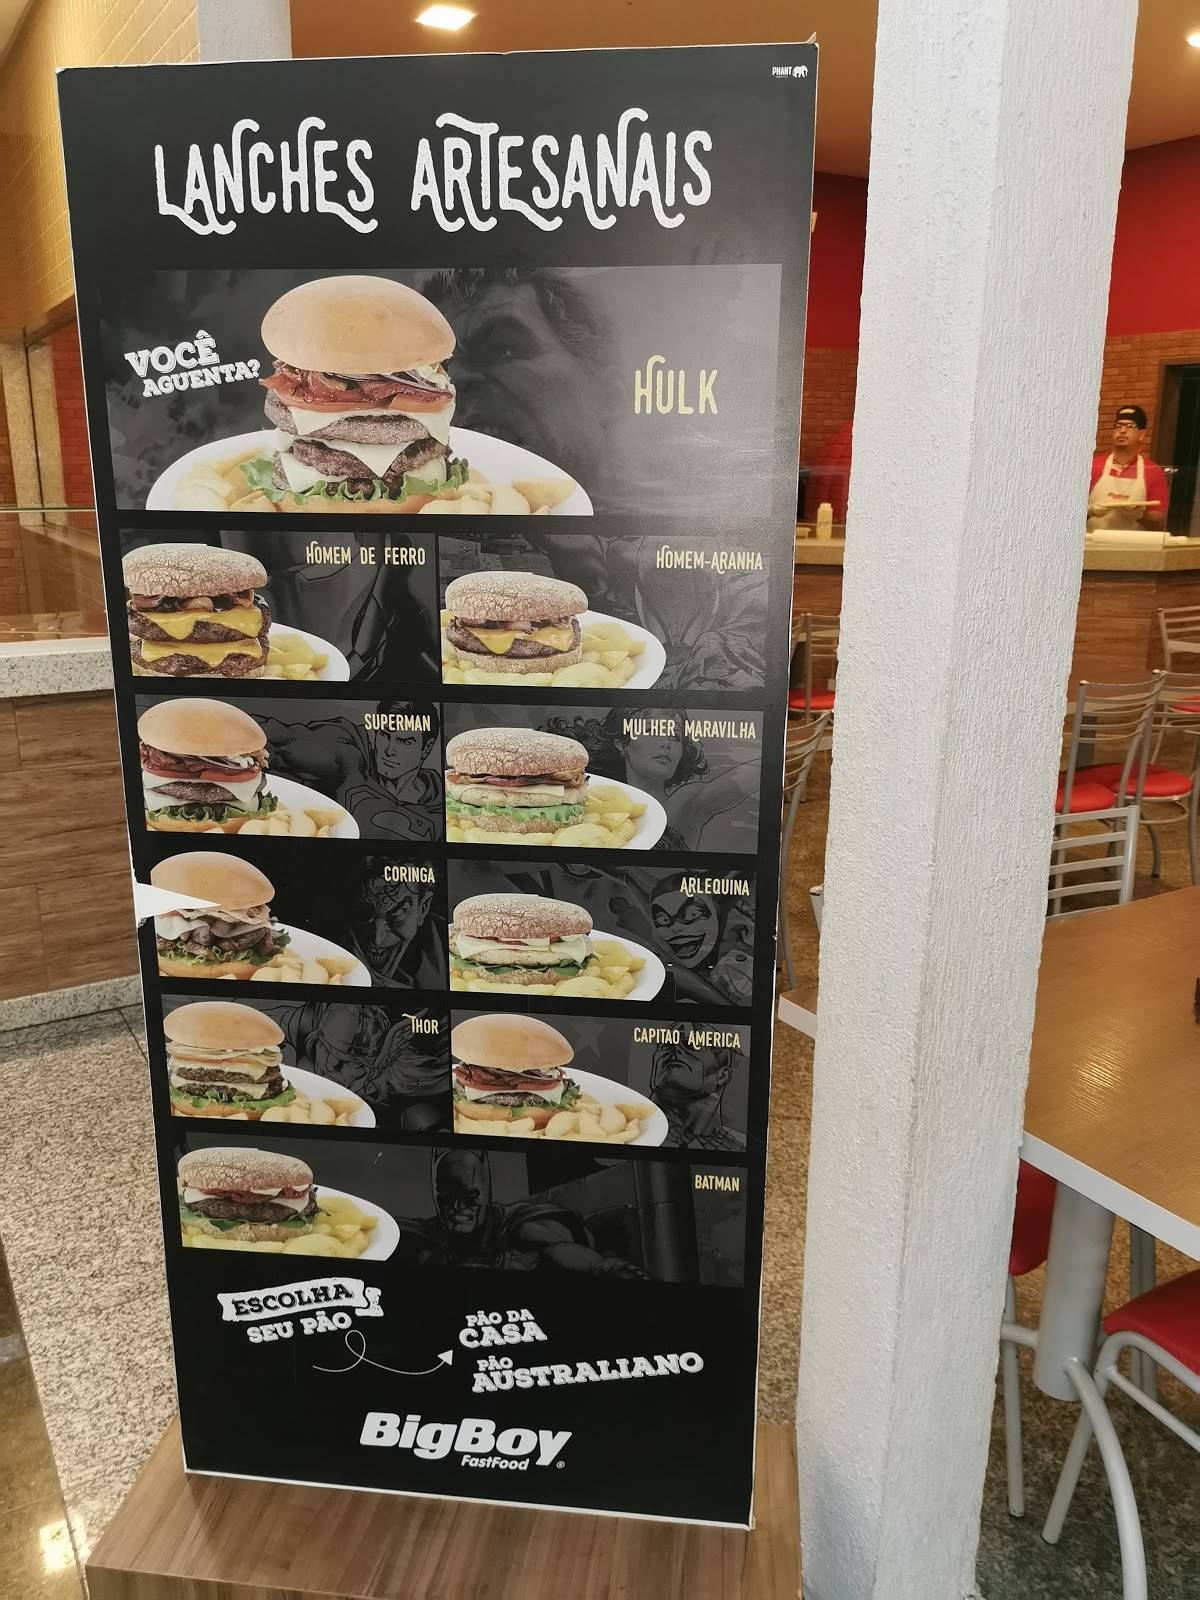 PHANT
LANCHES ARTESANAIS
VOCÊ
AGUENTA?
HULK
HOMEM DE FERRO
HOMEM-ARANHA
SUPERMAN
MULHER MARAVILHA
CORINGA
ARLEQUINA
THOR
CAPITAO AMERICA
BATMAN
ESCOLHA
SEU PÃO
PÃO DA
CASA
PÃO
AUSTRALIANO
BigBoy
FastFood ®